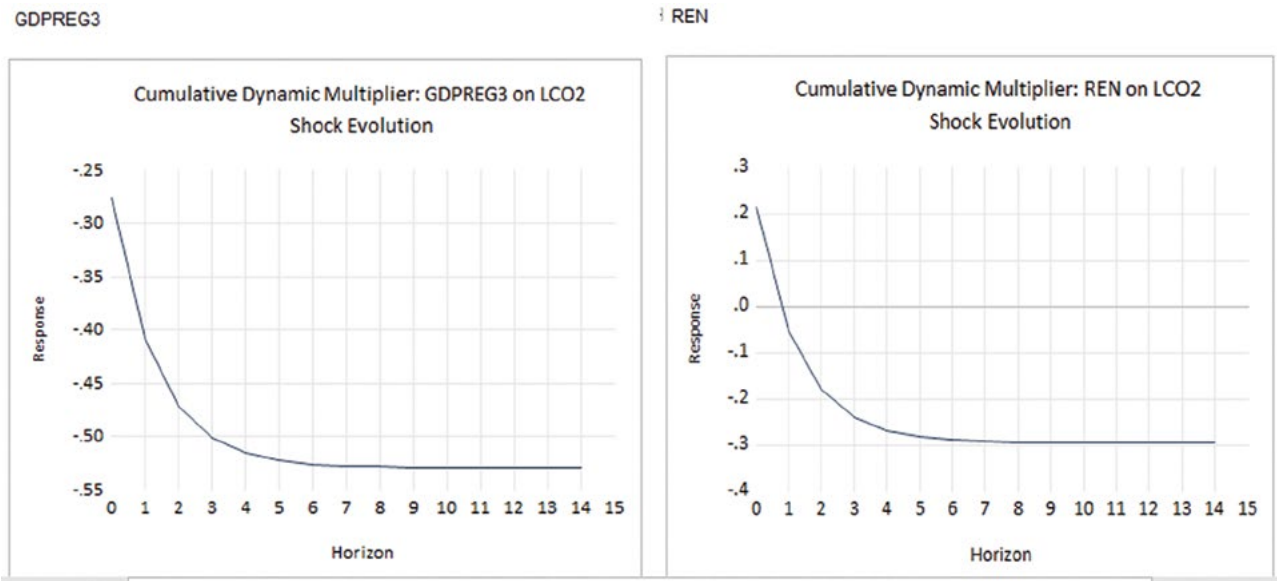 GDPREG3
REN
Cumulative Dynamic Multiplier: GDPREG3 on LCO2
Shock Evolution
-.25
-.30
-.35
-.40
-.45
-.50
-.55
Response
0 1 2 3 4 5 6 7 8 9 10 11 12 13 14 15
Horizon
Cumulative Dynamic Multiplier: REN on LCO2
Shock Evolution
.3
.2
.1
.0
-.1
-.2
-.3
-.4
Response
0 1 2 3 4 5 6 7 8 9 10 11 12 13 14 15
Horizon